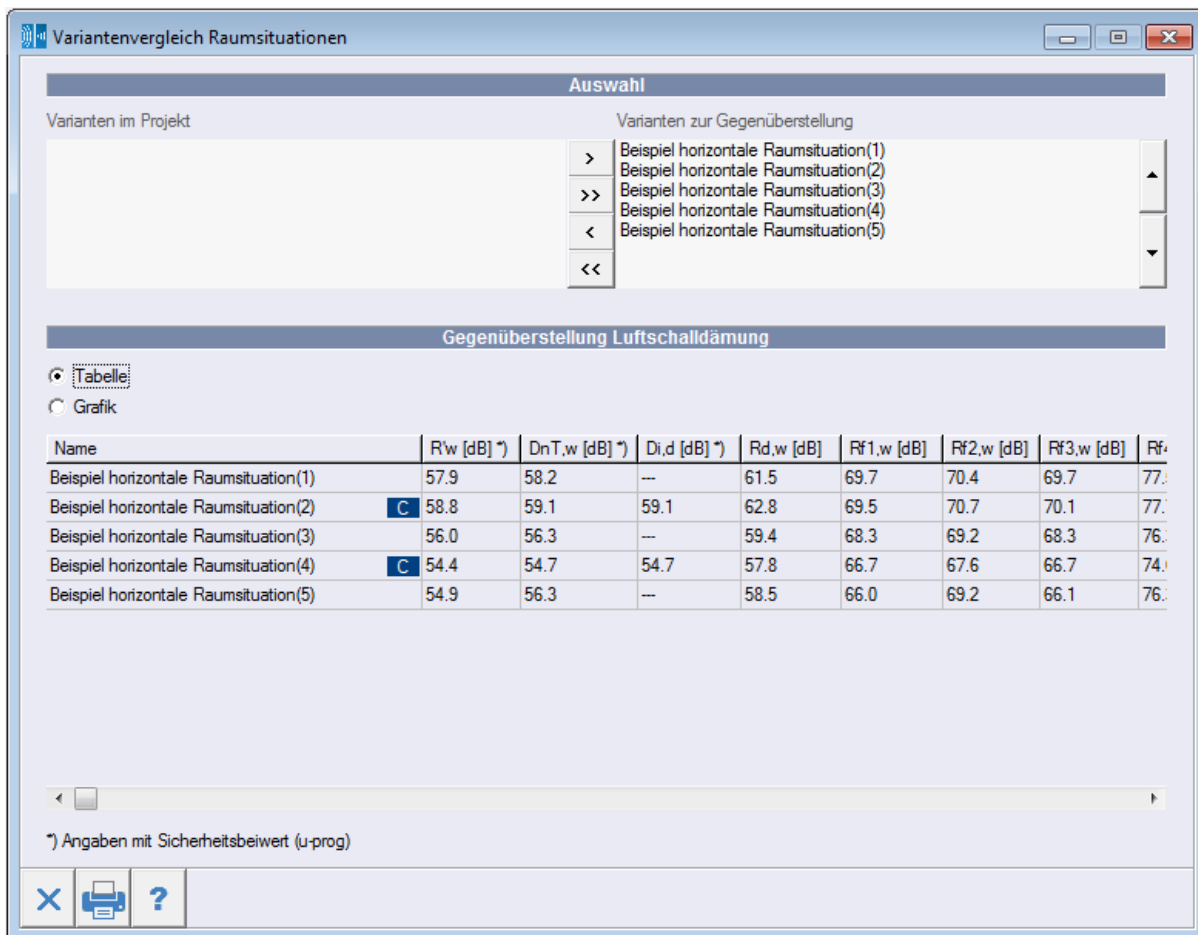 Variantenvergleich Raumsituationen
Auswahl
Varianten im Projekt
Varianten zur Gegenüberstellung
>
>>
<
<<
Beispiel horizontale Raumsituation(1)
Beispiel horizontale Raumsituation(2)
Beispiel horizontale Raumsituation(3)
Beispiel horizontale Raumsituation(4)
Beispiel horizontale Raumsituation(5)
Gegenüberstellung Luftschalldämung
Tabelle
Grafik
Name R'w [dB] *) DnT,w [dB] *) Di,d [dB] *) Rd,w [dB] Rf1,w [dB] Rf2,w [dB] Rf3,w [dB]
Beispiel horizontale Raumsituation(1) 57.9 58.2 --- 61.5 69.7 70.4 69.7
Beispiel horizontale Raumsituation(2) C 58.8 59.1 59.1 62.8 69.5 70.7 70.1
Beispiel horizontale Raumsituation(3) 56.0 56.3 --- 59.4 68.3 69.2 68.3
Beispiel horizontale Raumsituation(4) C 54.4 54.7 54.7 57.8 66.7 67.6 66.7
Beispiel horizontale Raumsituation(5) 54.9 56.3 --- 58.5 66.0 69.2 66.1
*) Angaben mit Sicherheitsbeiwert (u-prog)
?